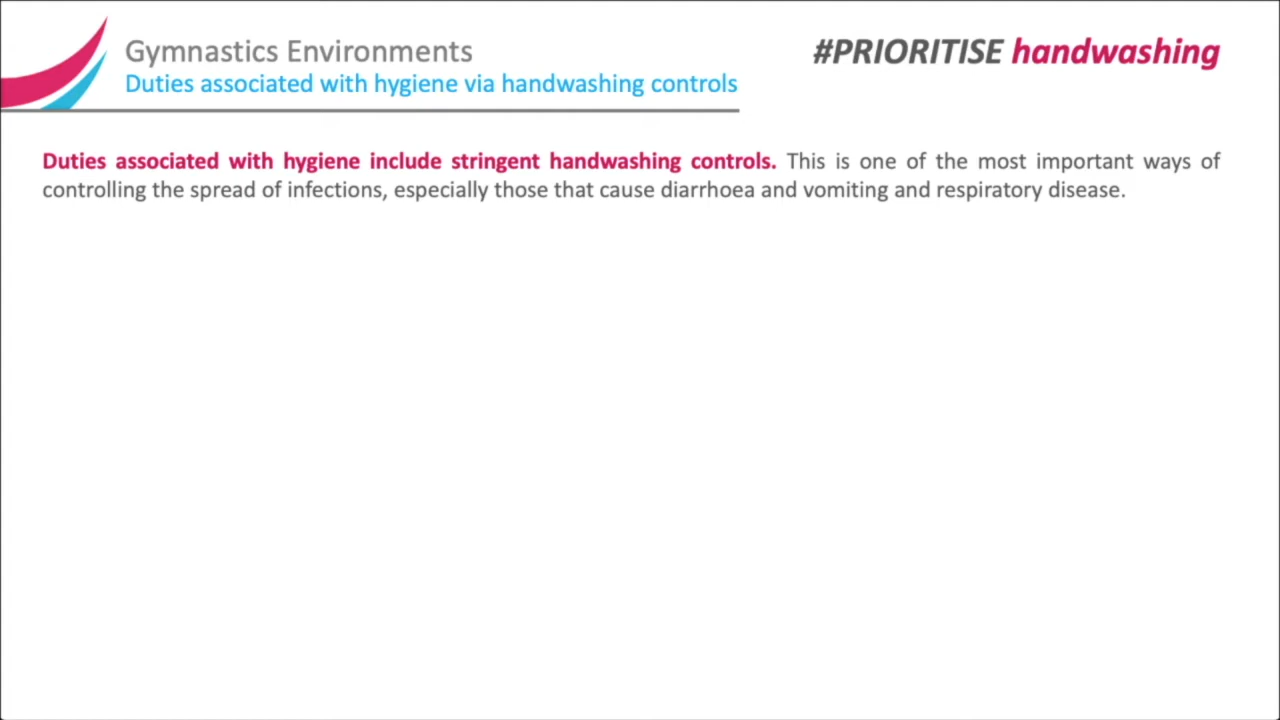 Gymnastics Environments
Duties associated with hygiene via handwashing controls
#PRIORITISE handwashing
Duties associated with hygiene include stringent handwashing controls. This is one of the most important ways of
controlling the spread of infections, especially those that cause diarrhoea and vomiting and respiratory disease.